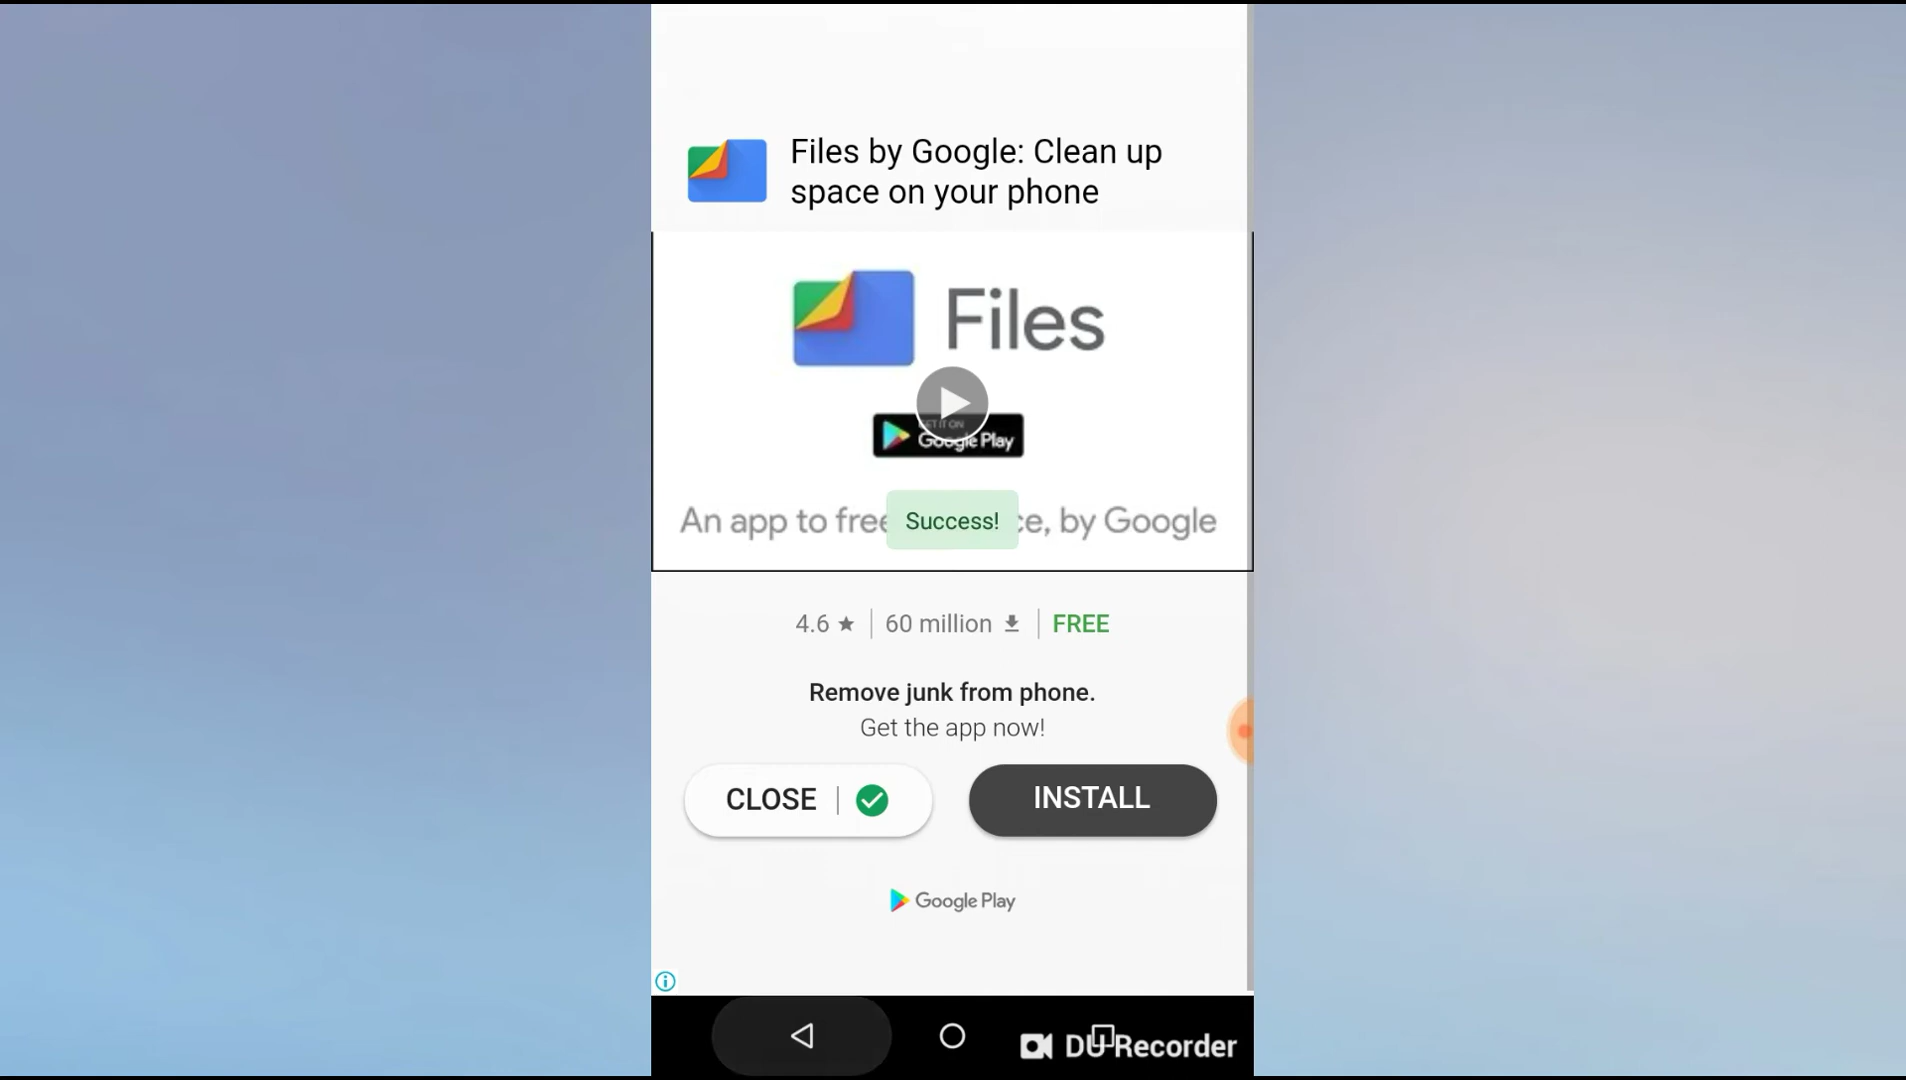 Files by Google: Clean up
space on your phone
Files
GET IT ON
Google Play
An app to free
Success!
ce, by Google
4.6 | 60 million | FREE
Remove junk from phone.
Get the app now!
CLOSE | INSTALL
Google Play
DU Recorder